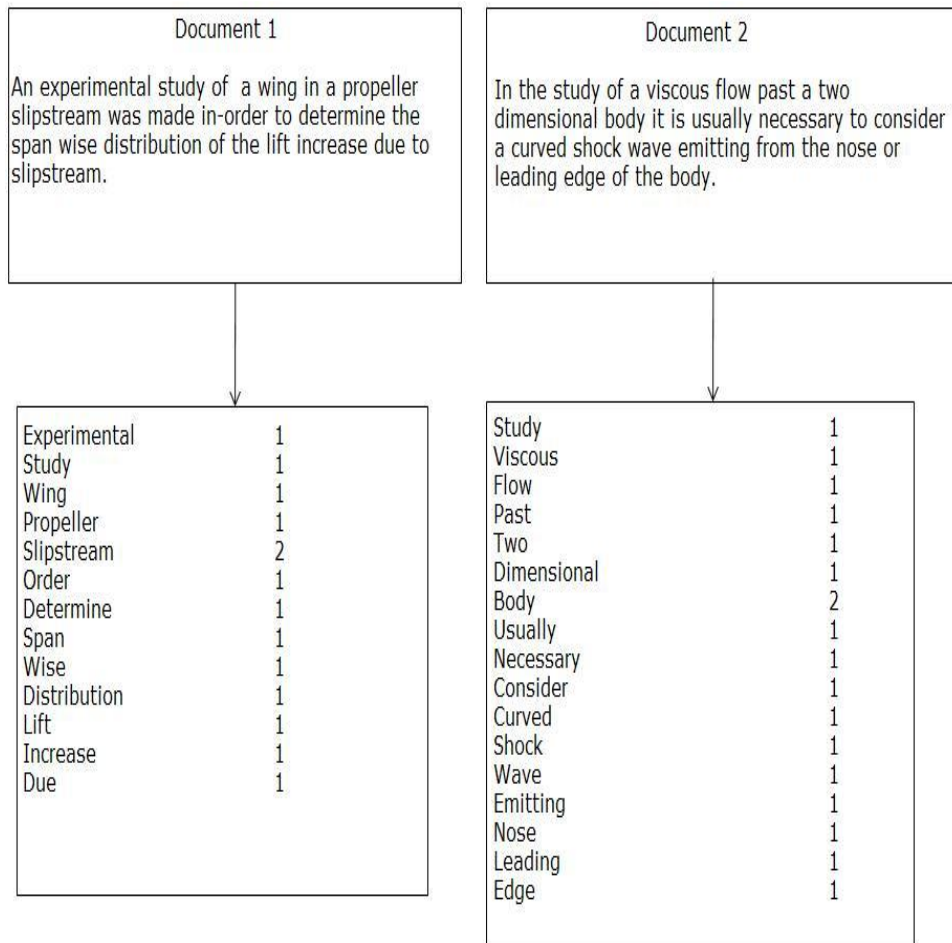 Document 1
An experimental study of a wing in a propeller
slipstream was made in-order to determine the
span wise distribution of the lift increase due to
slipstream.
Document 2
In the study of a viscous flow past a two
dimensional body it is usually necessary to consider
a curved shock wave emitting from the nose or
leading edge of the body.
Experimental 1
Study 1
Wing 1
Propeller 1
Slipstream 2
Order 1
Determine 1
Span 1
Wise 1
Distribution 1
Lift 1
Increase 1
Due 1
Study 1
Viscous 1
Flow 1
Past 1
Two 1
Dimensional 1
Body 2
Usually 1
Necessary 1
Consider 1
Curved 1
Shock 1
Wave 1
Emitting 1
Nose 1
Leading 1
Edge 1